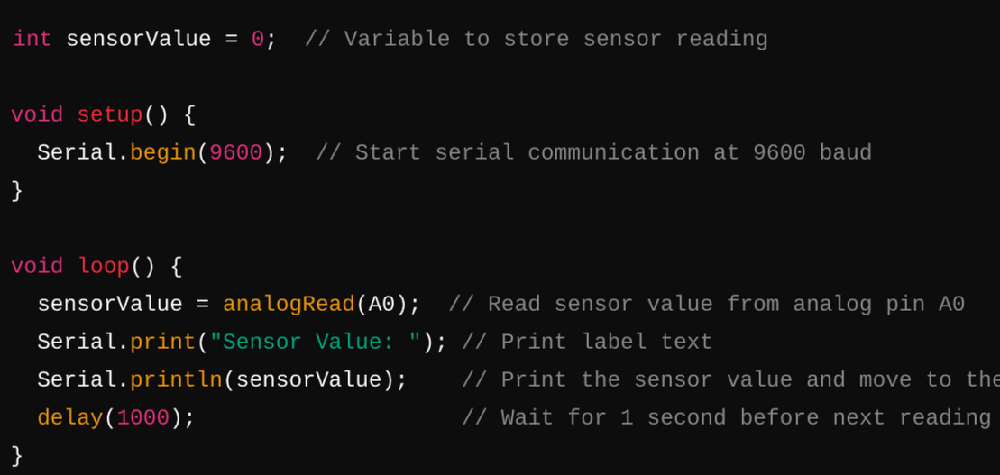 int sensorValue = 0;  // Variable to store sensor reading

void setup() {
  Serial.begin(9600);  // Start serial communication at 9600 baud
}

void loop() {
  sensorValue = analogRead(A0);  // Read sensor value from analog pin A0
  Serial.print("Sensor Value: "); // Print label text
  Serial.println(sensorValue);    // Print the sensor value and move to the
  delay(1000);                    // Wait for 1 second before next reading
}